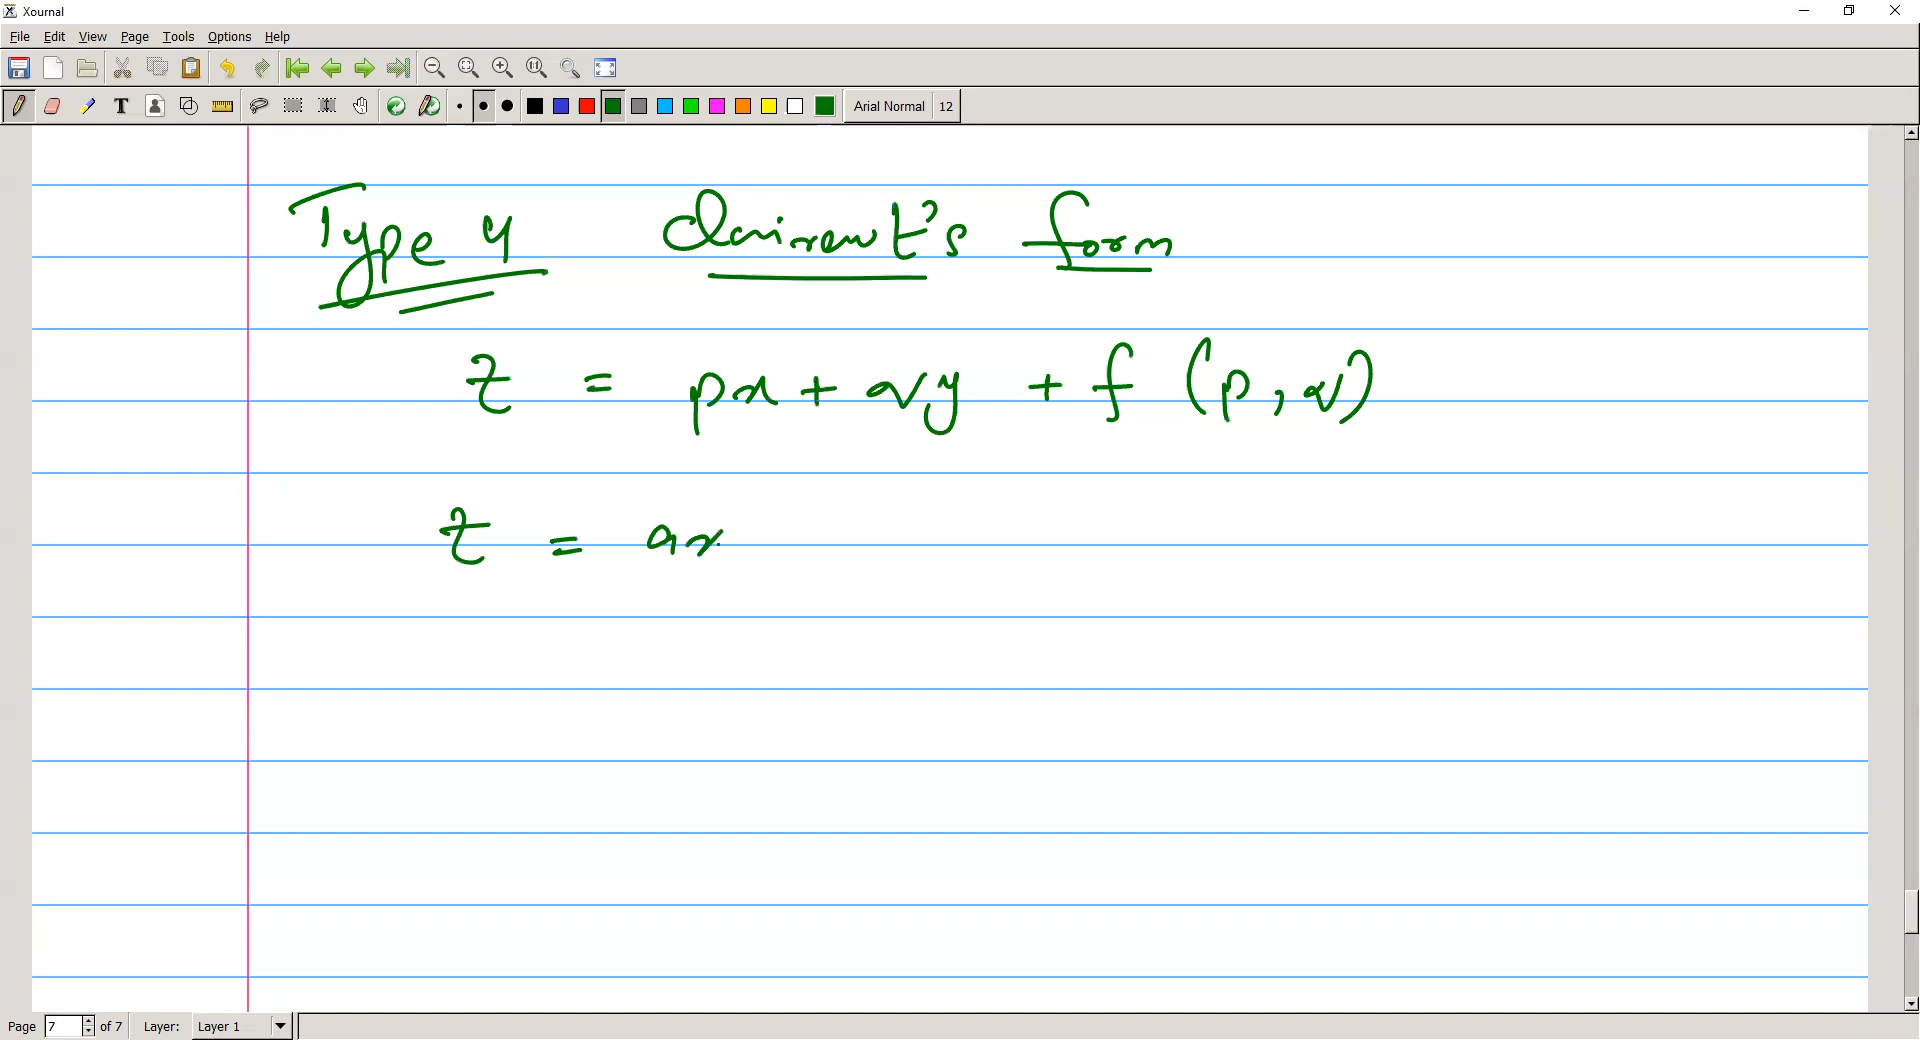 Xournal
File Edit View Page Tools Options Help
Arial Normal 12
Type 4 Clairaut's form
z = px + qy + f (p, q)
z = ax
Page 7 of 7 Layer: Layer 1